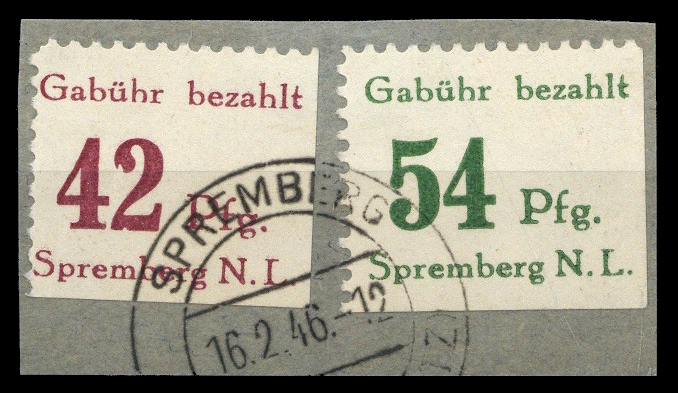 Gabühr bezahlt
42 Pfg.
Spremberg N.L.
Gabühr bezahlt
54 Pfg.
Spremberg N.L.
SPREMBERG
16.2.46.-12